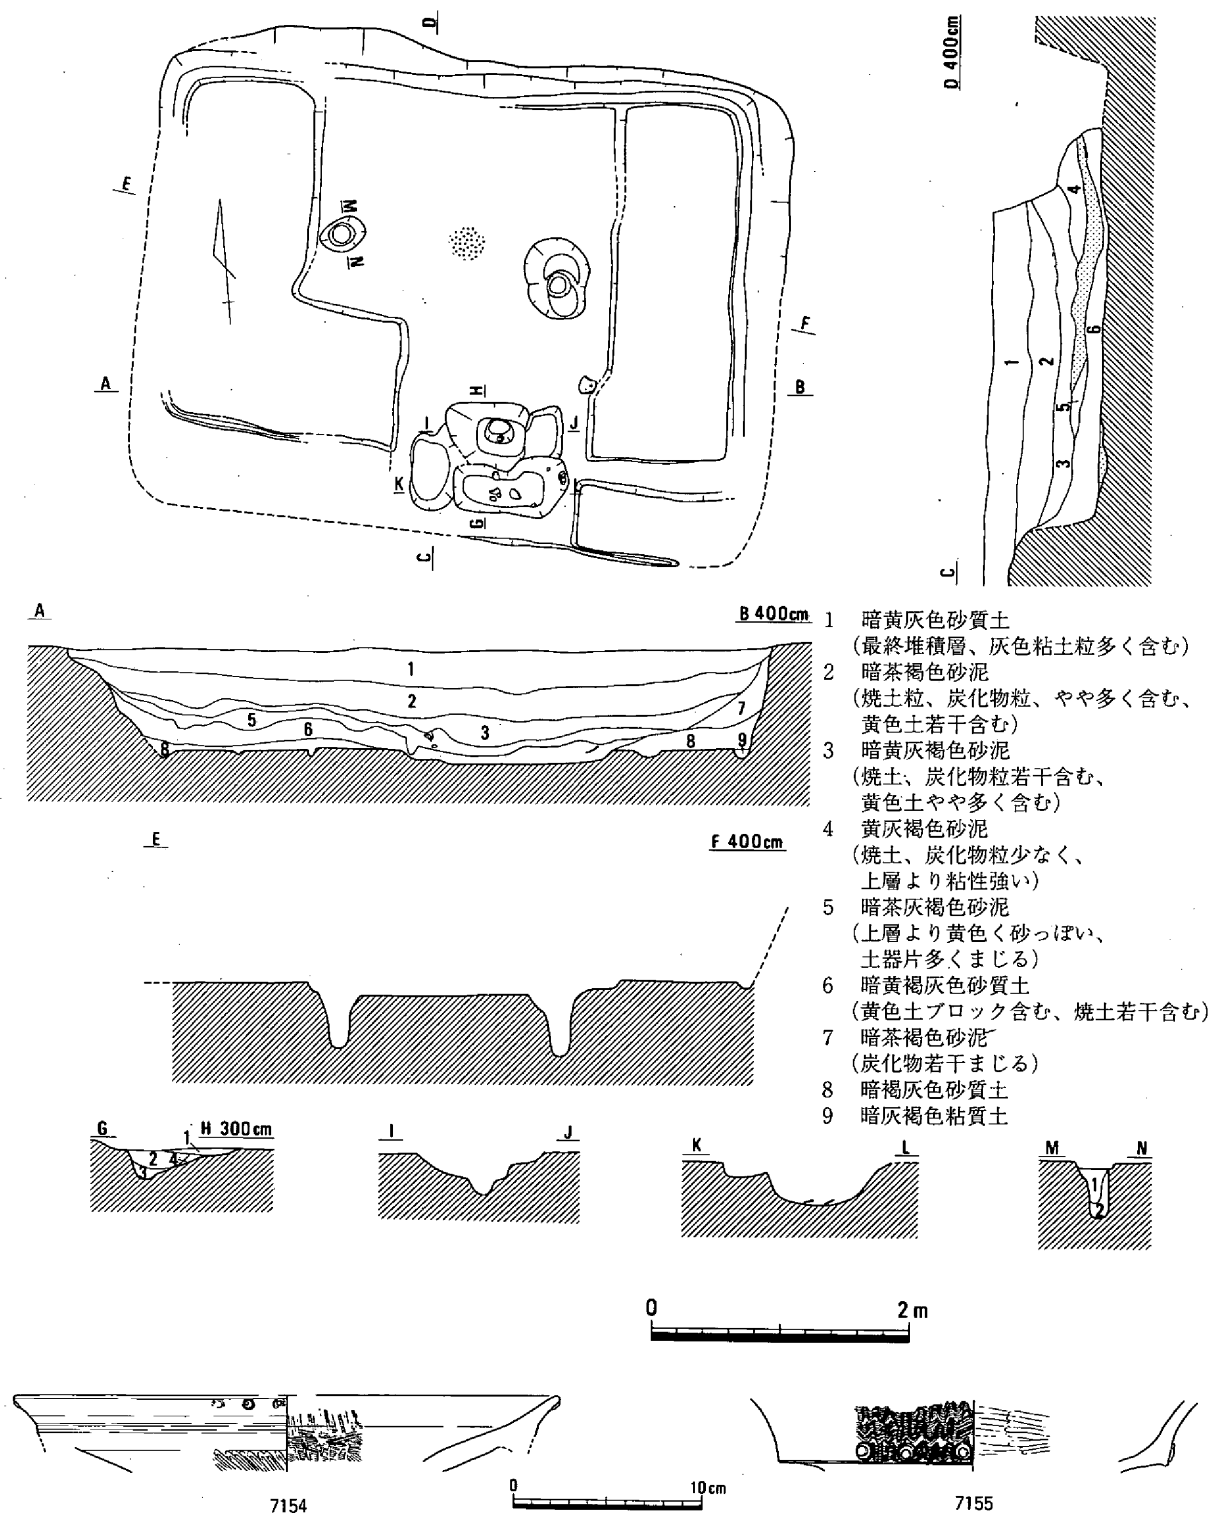 D
E
M
N
F
A
B
H
I
J
K
G
C
D 400cm
4
1
2
6
5
3
C
A
B 400cm
1
2
5
6
3
7
8
8
9
1 暗黄灰色砂質土
(最終堆積層、灰色粘土粒多く含む)
2 暗茶褐色砂泥
(焼土粒、炭化物粒、やや多く含む、
黄色土若干含む)
3 暗黄灰褐色砂泥
(焼土、炭化物粒若干含む、
黄色土やや多く含む)
4 黄灰褐色砂泥
(焼土、炭化物粒少なく、
上層より粘性強い)
5 暗茶灰褐色砂泥
(上層より黄色く砂っぽい、
土器片多くまじる)
6 暗黄褐灰色砂質土
(黄色土ブロック含む、焼土若干含む)
7 暗茶褐色砂泥
(炭化物若干まじる)
8 暗褐灰色砂質土
9 暗灰褐色粘質土
E
F 400cm
G
H 300cm
1
2
4
3
I
J
K
L
M
N
1
2
0
2 m
0
10 cm
7154
7155